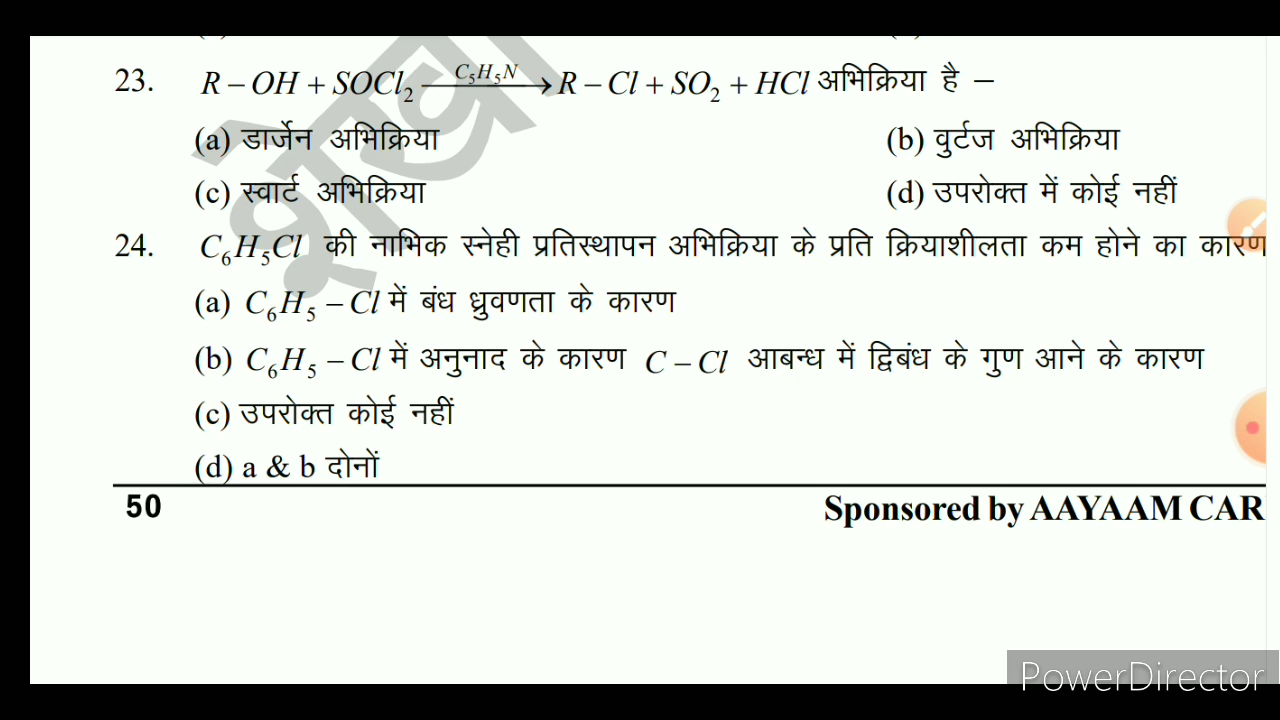 23. R – OH + SOCl₂ —C₅H₅N→ R – Cl + SO₂ + HCl अभिक्रिया है –
(a) डार्जेन अभिक्रिया (b) वुर्टज अभिक्रिया
(c) स्वार्ट अभिक्रिया (d) उपरोक्त में कोई नहीं
24. C₆H₅Cl की नाभिक स्नेही प्रतिस्थापन अभिक्रिया के प्रति क्रियाशीलता कम होने का कारण
(a) C₆H₅ – Cl में बंध ध्रुवणता के कारण
(b) C₆H₅ – Cl में अनुनाद के कारण C – Cl आबन्ध में द्विबंध के गुण आने के कारण
(c) उपरोक्त कोई नहीं
(d) a & b दोनों
50 Sponsored by AAYAAM CAR
PowerDirector